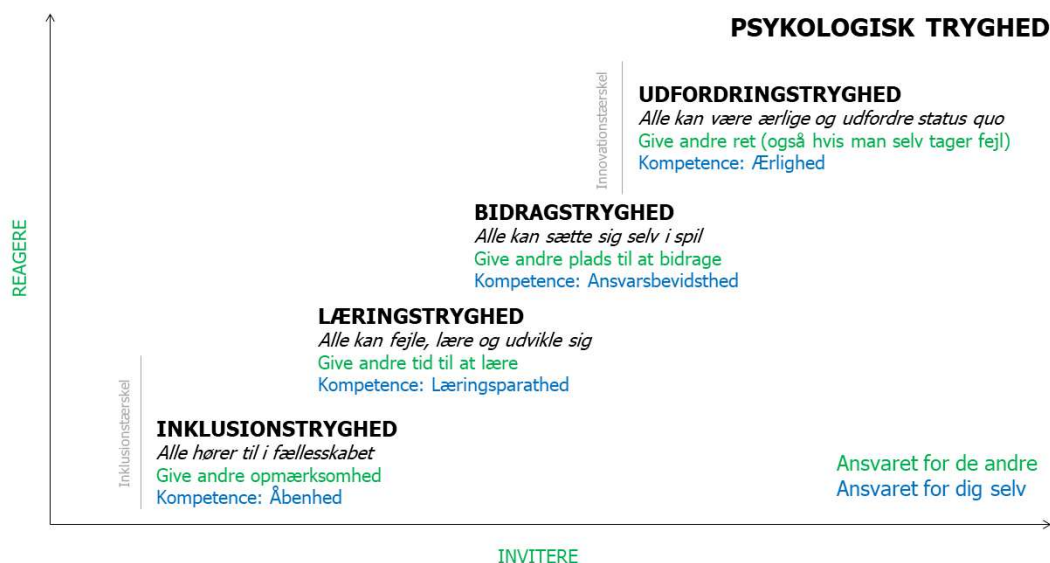 PSYKOLOGISK TRYGHED
Innovationstærskel
UDFORDRINGSTRYGHED
Alle kan være ærlige og udfordre status quo
Give andre ret (også hvis man selv tager fejl)
Kompetence: Ærlighed
BIDRAGSTRYGHED
Alle kan sætte sig selv i spil
Give andre plads til at bidrage
Kompetence: Ansvarsbevidsthed
REAGERE
LÆRINGSTRYGHED
Alle kan fejle, lære og udvikle sig
Give andre tid til at lære
Kompetence: Læringsparathed
Inklusionstærskel
INKLUSIONSTRYGHED
Alle hører til i fællesskabet
Give andre opmærksomhed
Kompetence: Åbenhed
Ansvaret for de andre
Ansvaret for dig selv
INVITERE